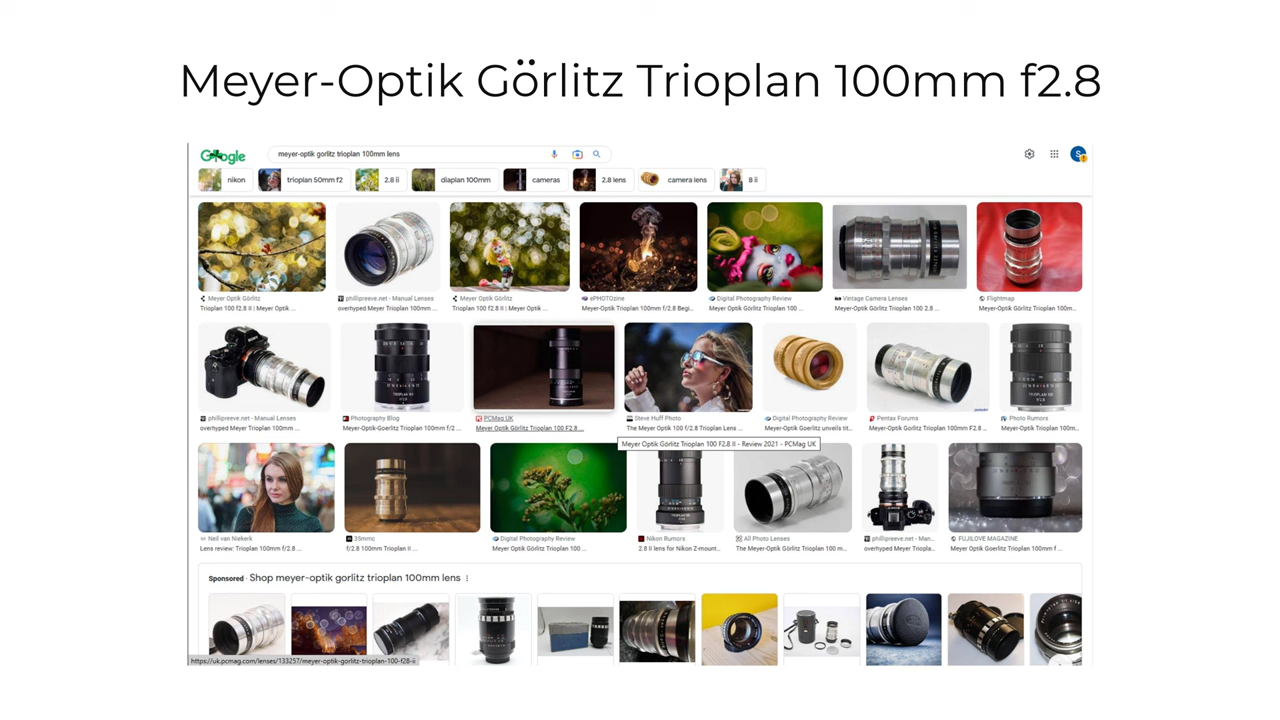 Meyer-Optik Görlitz Trioplan 100mm f2.8
Google
meyer-optik gorlitz trioplan 100mm lens
S
nikon
trioplan 50mm f2
2.8 ii
diaplan 100mm
cameras
2.8 lens
camera lens
8 ii
Meyer Optik Görlitz
Trioplan 100 f2.8 II | Meyer Optik ...
phillipreeve.net - Manual Lenses
overhyped Meyer Trioplan 100mm ...
Meyer Optik Görlitz
Trioplan 100 f2.8 II | Meyer Optik ...
ePHOTOzine
Meyer-Optik Trioplan 100mm f/2.8 Begi...
Digital Photography Review
Meyer Optik Görlitz Trioplan 100 ...
Vintage Camera Lenses
Meyer-Optik Görlitz Trioplan 100 2.8 ...
Flightmap
Meyer-Optik Görlitz Trioplan 100m...
phillipreeve.net - Manual Lenses
overhyped Meyer Trioplan 100mm ...
Photography Blog
Meyer-Optik-Goerlitz Trioplan 100mm f/2 ...
PCMag UK
Meyer Optik Görlitz Trioplan 100 F2.8 ...
Steve Huff Photo
The Meyer Optik 100 f/2.8 Trioplan Lens ...
Digital Photography Review
Meyer-Optik Goerlitz unveils tit...
Pentax Forums
Meyer-Optik Gorlitz Trioplan 100mm F2.8 ...
Photo Rumors
Meyer-Optik Trioplan 100m...
Meyer Optik Görlitz Trioplan 100 F2.8 II - Review 2021 - PCMag UK
Neil van Niekerk
Lens review: Trioplan 100mm f/2.8 ...
35mmc
f/2.8 100mm Trioplan II ...
Digital Photography Review
Meyer Optik Görlitz Trioplan 100 ...
Nikon Rumors
2.8 II lens for Nikon Z-mount...
All Photo Lenses
The Meyer-Optik Görlitz Trioplan 100 m...
phillipreeve.net - Man...
overhyped Meyer Triopla...
FUJILOVE MAGAZINE
Meyer Optik Goerlitz Trioplan 100mm f ...
Sponsored · Shop meyer-optik gorlitz trioplan 100mm lens
https://uk.pcmag.com/lenses/133257/meyer-optik-gorlitz-trioplan-100-f28-ii